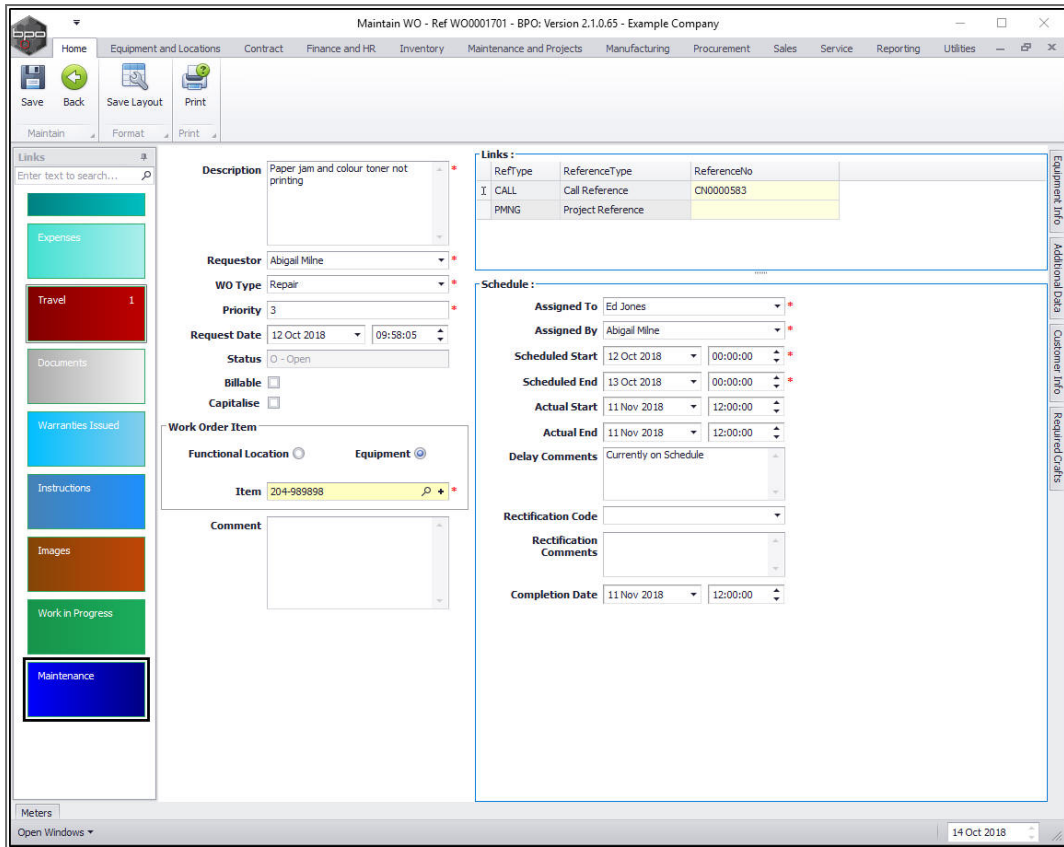 Maintain WO - Ref WO0001701 - BPO: Version 2.1.0.65 - Example Company
bpo
Home Equipment and Locations Contract Finance and HR Inventory Maintenance and Projects Manufacturing Procurement Sales Service Reporting Utilities
Save Back Save Layout Print
Maintain Format Print
Links
Enter text to search...
Expenses
Travel 1
Documents
Warranties Issued
Instructions
Images
Work in Progress
Maintenance
Description Paper jam and colour toner not
printing *
Requestor Abigail Milne *
WO Type Repair *
Priority 3 *
Request Date 12 Oct 2018 09:58:05
Status O - Open
Billable
Capitalise
Work Order Item
Functional Location Equipment
Item 204-989898 *
Comment
Links :
RefType ReferenceType ReferenceNo
CALL Call Reference CN0000583
PMNG Project Reference
Schedule :
Assigned To Ed Jones *
Assigned By Abigail Milne *
Scheduled Start 12 Oct 2018 00:00:00 *
Scheduled End 13 Oct 2018 00:00:00 *
Actual Start 11 Nov 2018 12:00:00
Actual End 11 Nov 2018 12:00:00
Delay Comments Currently on Schedule
Rectification Code
Rectification
Comments
Completion Date 11 Nov 2018 12:00:00
Equipment Info
Additional Data
Customer Info
Required Crafts
Meters
Open Windows 14 Oct 2018